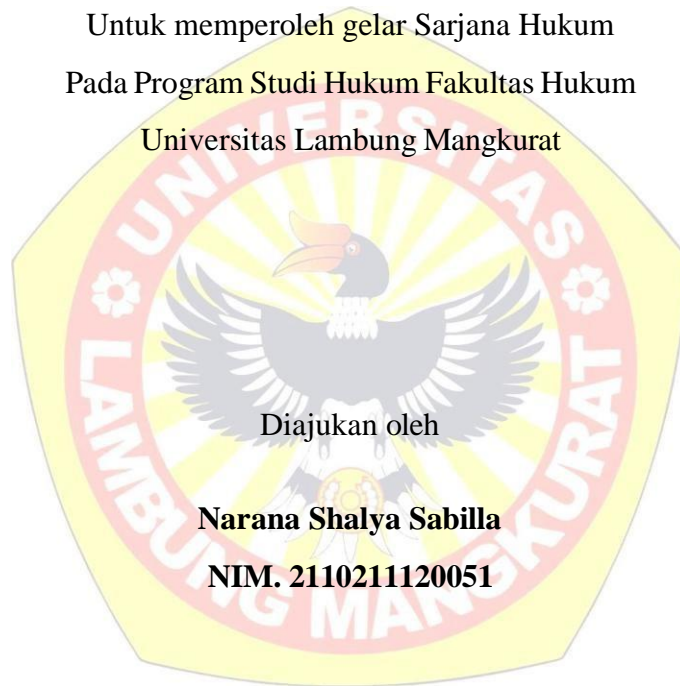 Untuk memperoleh gelar Sarjana Hukum
Pada Program Studi Hukum Fakultas Hukum
Universitas Lambung Mangkurat
UNIVERSITAS
LAMBUNG MANGKURAT
Diajukan oleh
Narana Shalya Sabilla
NIM. 2110211120051